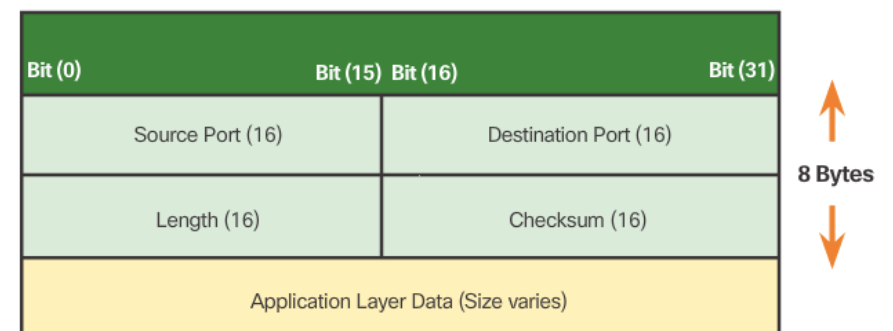 Bit (0) Bit (15) Bit (16) Bit (31)
Source Port (16) Destination Port (16)
8 Bytes
Length (16) Checksum (16)
Application Layer Data (Size varies)